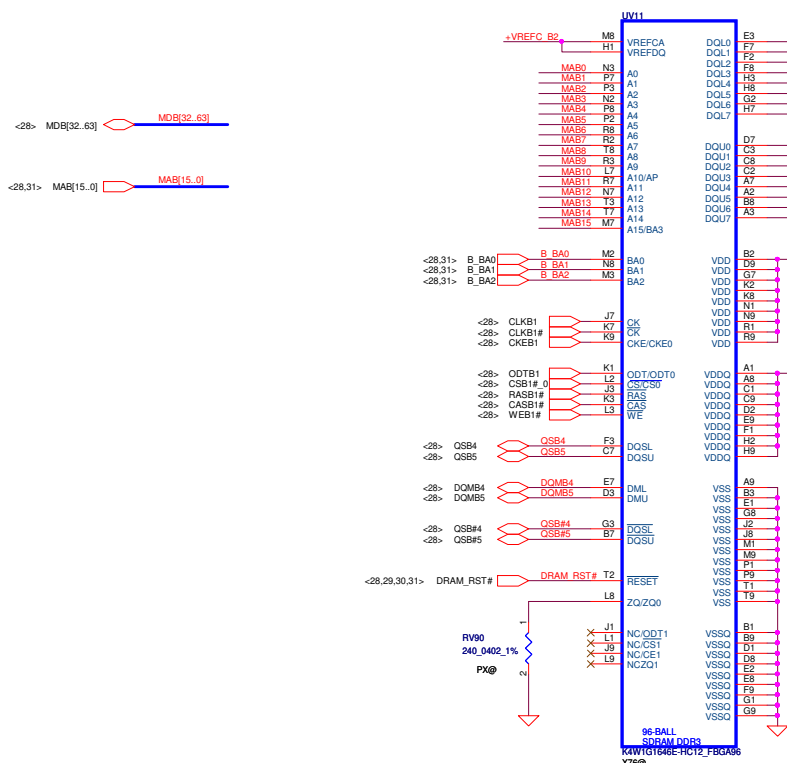 UV11
+VREFC_B2 M8 VREFCA DQL0 E3
H1 VREFDQ DQL1 F7
DQL2 F2
MAB0 N3 A0 DQL3 F8
MAB1 P7 A1 DQL4 H3
MAB2 P3 A2 DQL5 H8
MAB3 N2 A3 DQL6 G2
MAB4 P8 A4 DQL7 H7
MAB5 P2 A5
MAB6 R8 A6
MAB7 R2 A7 DQU0 D7
MAB8 T8 A8 DQU1 C3
MAB9 R3 A9 DQU2 C8
MAB10 L7 A10/AP DQU3 C2
MAB11 R7 A11 DQU4 A7
MAB12 N7 A12 DQU5 A2
MAB13 T3 A13 DQU6 B8
MAB14 T7 A14 DQU7 A3
MAB15 M7 A15/BA3
<28> MDB[32..63] MDB[32..63]
<28,31> MAB[15..0] MAB[15..0]
<28,31> B_BA0 B_BA0 M2 BA0 VDD B2
<28,31> B_BA1 B_BA1 N8 BA1 VDD D9
<28,31> B_BA2 B_BA2 M3 BA2 VDD G7
VDD K2
VDD K8
VDD N1
<28> CLKB1 J7 CK VDD N9
<28> CLKB1# K7 CK VDD R1
<28> CKEB1 K9 CKE/CKE0 VDD R9
<28> ODTB1 K1 ODT/ODT0 VDDQ A1
<28> CSB1#_0 L2 CS/CS0 VDDQ A8
<28> RASB1# J3 RAS VDDQ C1
<28> CASB1# K3 CAS VDDQ C9
<28> WEB1# L3 WE VDDQ D2
VDDQ E9
VDDQ F1
<28> QSB4 QSB4 F3 DQSL VDDQ H2
<28> QSB5 QSB5 C7 DQSU VDDQ H9
<28> DQMB4 DQMB4 E7 DML VSS A9
<28> DQMB5 DQMB5 D3 DMU VSS B3
VSS E1
VSS G8
<28> QSB#4 QSB#4 G3 DQSL VSS J2
<28> QSB#5 QSB#5 B7 DQSU VSS J8
VSS M1
VSS M9
VSS P1
<28,29,30,31> DRAM_RST# DRAM_RST# T2 RESET VSS P9
VSS T1
L8 ZQ/ZQ0 VSS T9
1
RV90
240_0402_1%
PX@
2
J1 NC/ODT1 VSSQ B1
L1 NC/CS1 VSSQ B9
J9 NC/CE1 VSSQ D1
L9 NCZQ1 VSSQ D8
VSSQ E2
VSSQ E8
VSSQ F9
VSSQ G1
VSSQ G9
96-BALL
SDRAM DDR3
K4W1G1646E-HC12_FBGA96
X76@